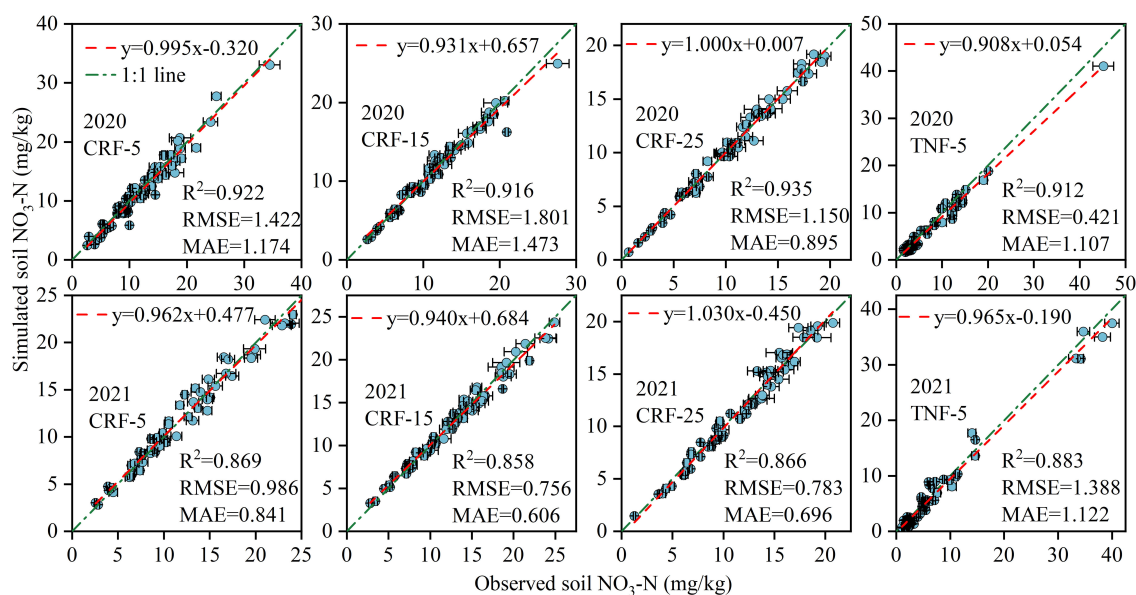 y=0.995x-0.320
1:1 line
2020
CRF-5
R²=0.922
RMSE=1.422
MAE=1.174
0 10 20 30 40
0 10 20 30 40
y=0.931x+0.657
2020
CRF-15
R²=0.916
RMSE=1.801
MAE=1.473
0 10 20 30
0 10 20 30
y=1.000x+0.007
2020
CRF-25
R²=0.935
RMSE=1.150
MAE=0.895
0 5 10 15 20
0 5 10 15 20
y=0.908x+0.054
2020
TNF-5
R²=0.912
RMSE=0.421
MAE=1.107
0 10 20 30 40 50
0 10 20 30 40 50
Simulated soil NO₃-N (mg/kg)
y=0.962x+0.477
2021
CRF-5
R²=0.869
RMSE=0.986
MAE=0.841
0 5 10 15 20 25
0 5 10 15 20 25
y=0.940x+0.684
2021
CRF-15
R²=0.858
RMSE=0.756
MAE=0.606
0 5 10 15 20 25
0 5 10 15 20 25
y=1.030x-0.450
2021
CRF-25
R²=0.866
RMSE=0.783
MAE=0.696
0 5 10 15 20
0 5 10 15 20
y=0.965x-0.190
2021
TNF-5
R²=0.883
RMSE=1.388
MAE=1.122
0 10 20 30 40
0 10 20 30 40
Observed soil NO₃-N (mg/kg)